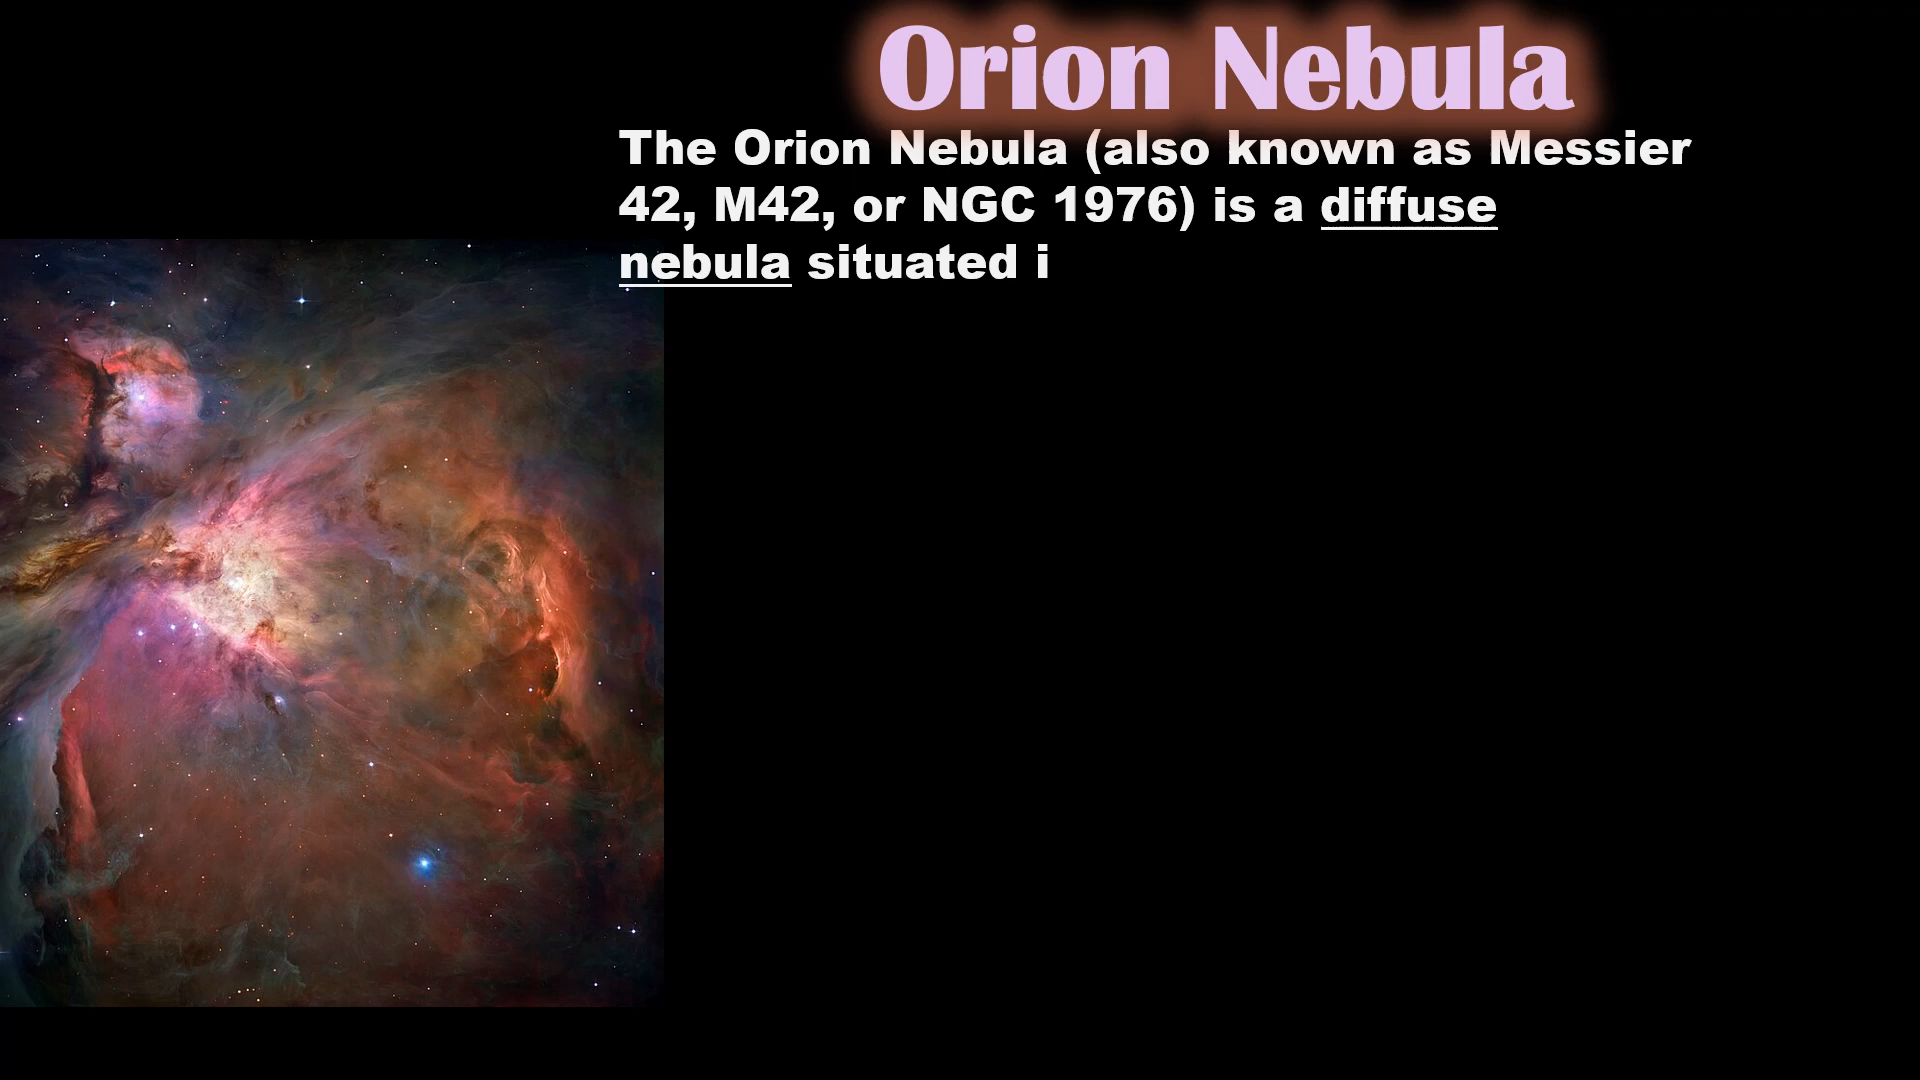 Orion Nebula
The Orion Nebula (also known as Messier
42, M42, or NGC 1976) is a diffuse
nebula situated i